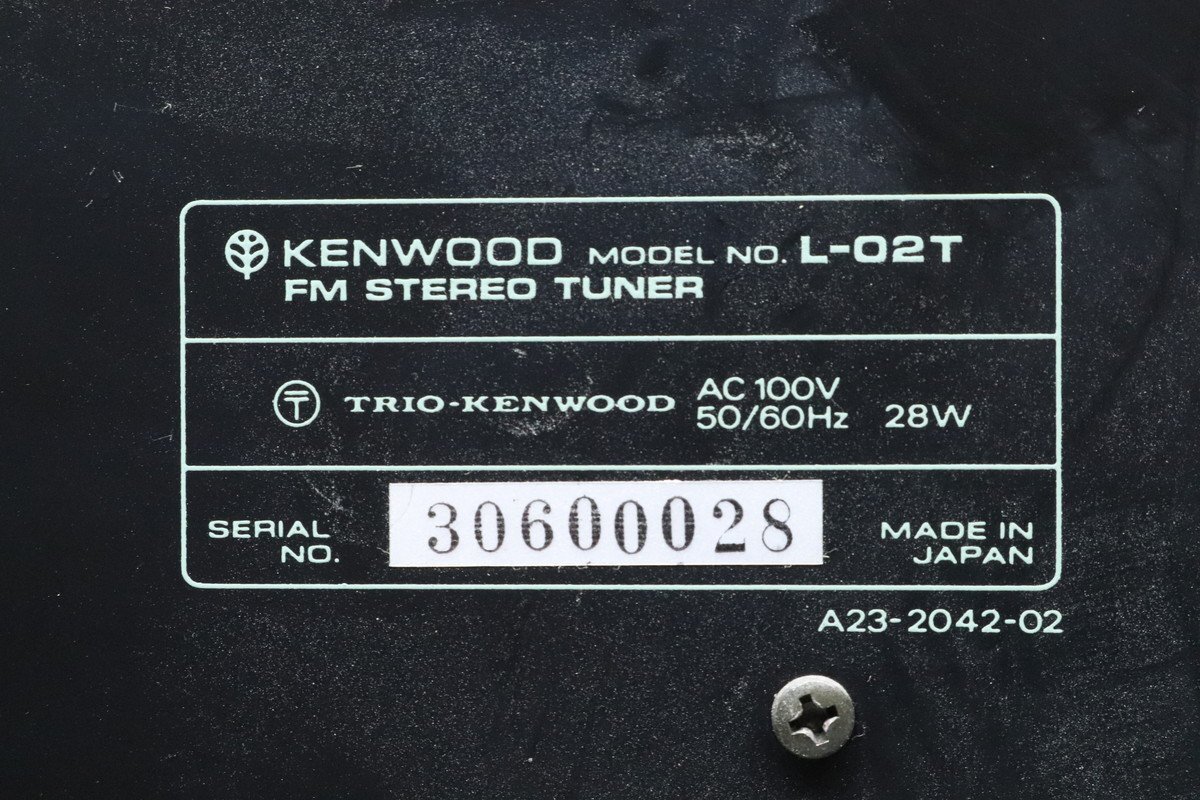 KENWOOD MODEL NO. L-02T
FM STEREO TUNER
TRIO-KENWOOD AC 100V
50/60Hz 28W
SERIAL NO. 30600028
MADE IN JAPAN
A23-2042-02